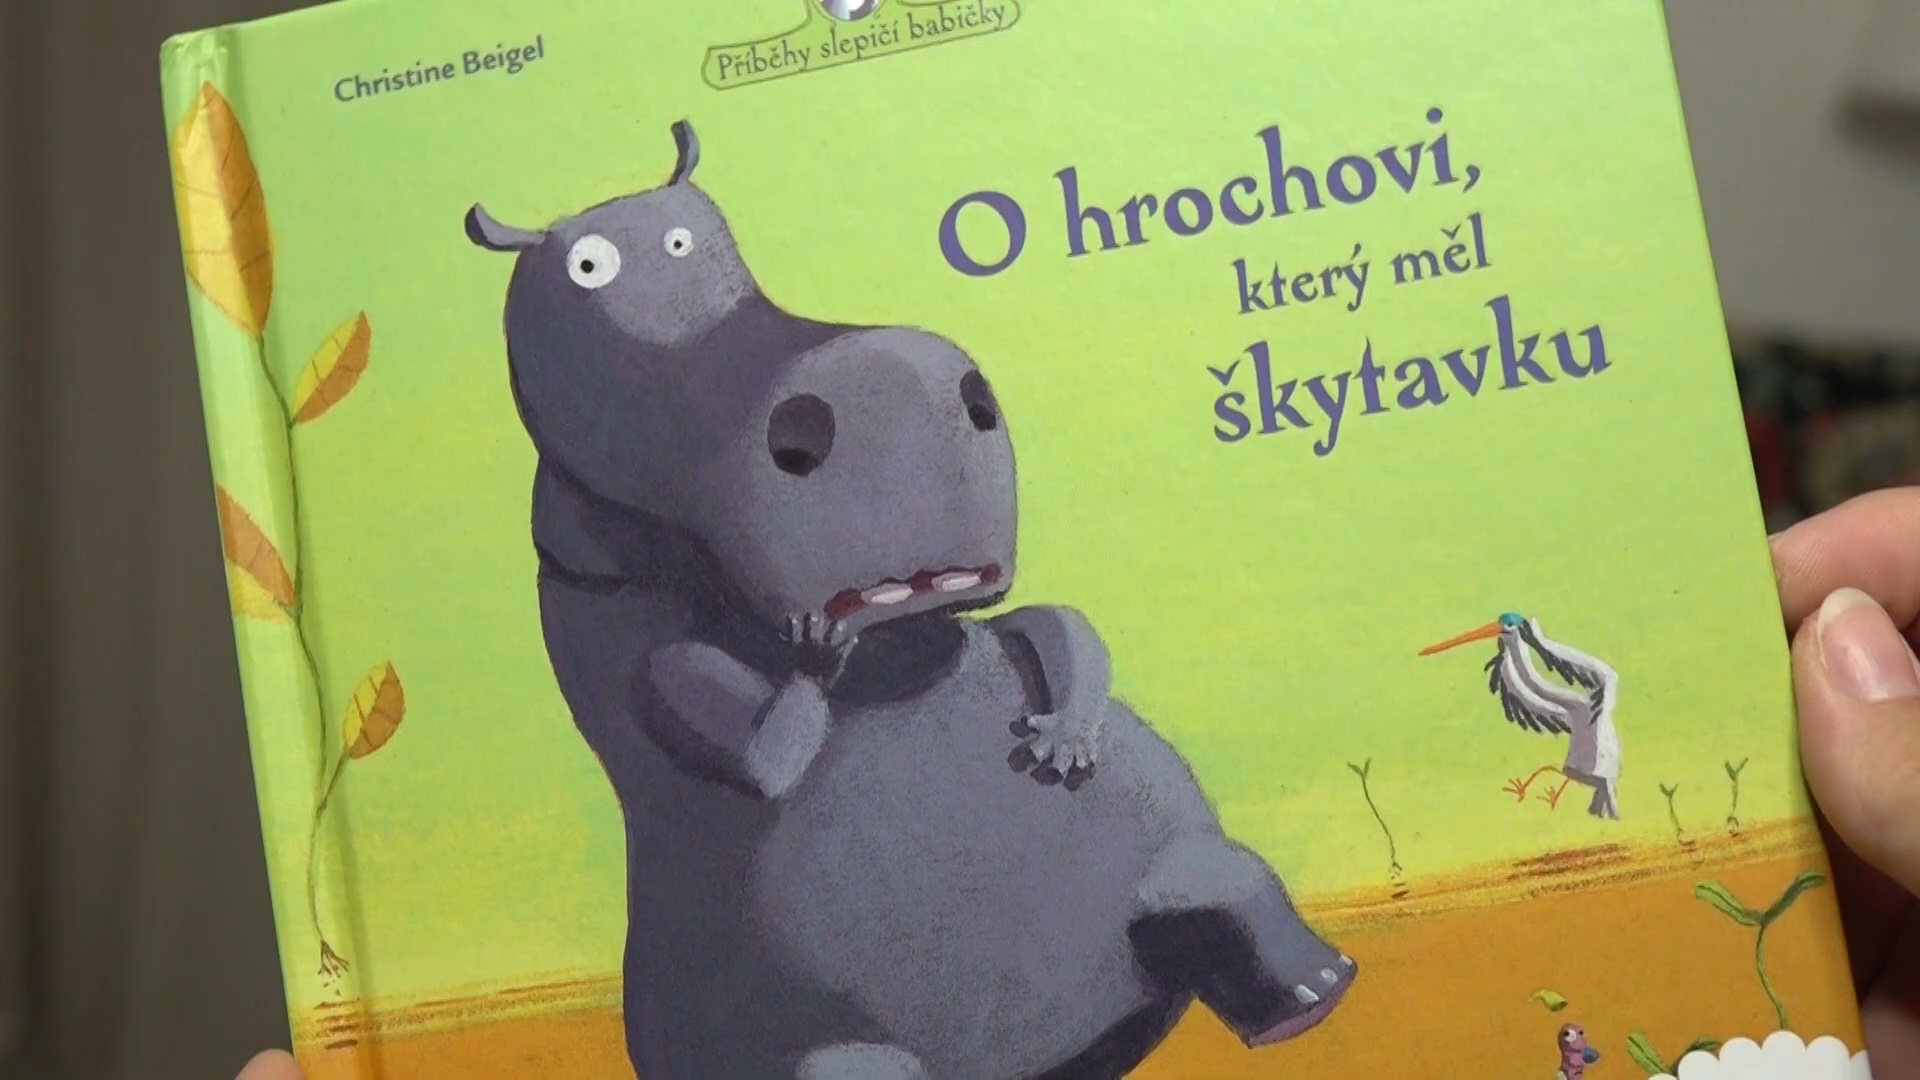 Christine Beigel
Příběhy slepičí babičky
O hrochovi,
který měl
škytavku